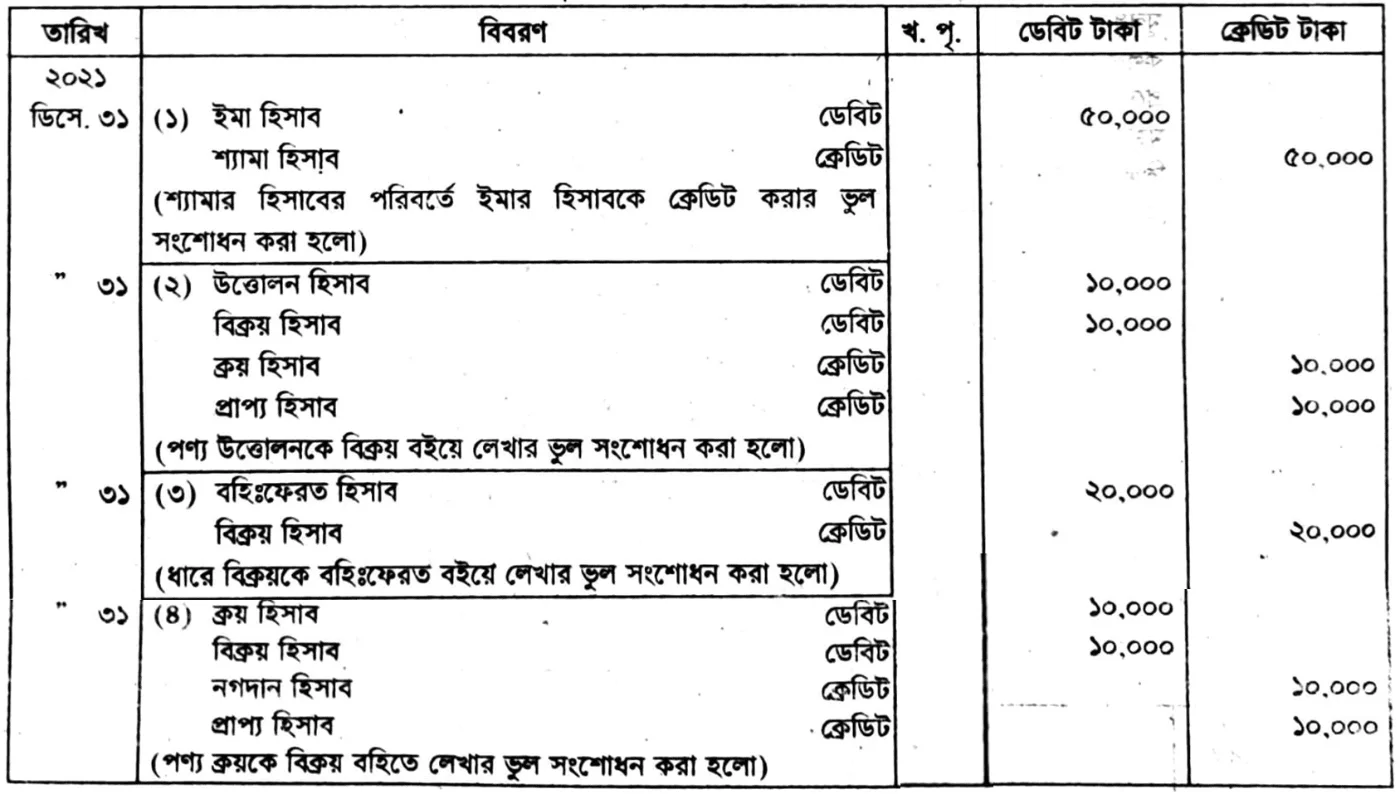 তারিখ বিবরণ খ. পৃ. ডেবিট টাকা ক্রেডিট টাকা
২০২১
ডিসে. ৩১ (১) ইমা হিসাব ডেবিট ৫০,০০০
শ্যামা হিসাব ক্রেডিট ৫০,০০০
(শ্যামার হিসাবের পরিবর্তে ইমার হিসাবকে ক্রেডিট করার ভুল
সংশোধন করা হলো)
” ৩১ (২) উত্তোলন হিসাব ডেবিট ১০,০০০
বিক্রয় হিসাব ডেবিট ১০,০০০
ক্রয় হিসাব ক্রেডিট ১০,০০০
প্রাপ্য হিসাব ক্রেডিট ১০,০০০
(পণ্য উত্তোলনকে বিক্রয় বইয়ে লেখার ভুল সংশোধন করা হলো)
” ৩১ (৩) বহিঃফেরত হিসাব ডেবিট ২০,০০০
বিক্রয় হিসাব ক্রেডিট ২০,০০০
(ধারে বিক্রয়কে বহিঃফেরত বইয়ে লেখার ভুল সংশোধন করা হলো)
” ৩১ (৪) ক্রয় হিসাব ডেবিট ১০,০০০
বিক্রয় হিসাব ডেবিট ১০,০০০
নগদান হিসাব ক্রেডিট ১০,০০০
প্রাপ্য হিসাব ক্রেডিট ১০,০০০
(পণ্য ক্রয়কে বিক্রয় বহিতে লেখার ভুল সংশোধন করা হলো)